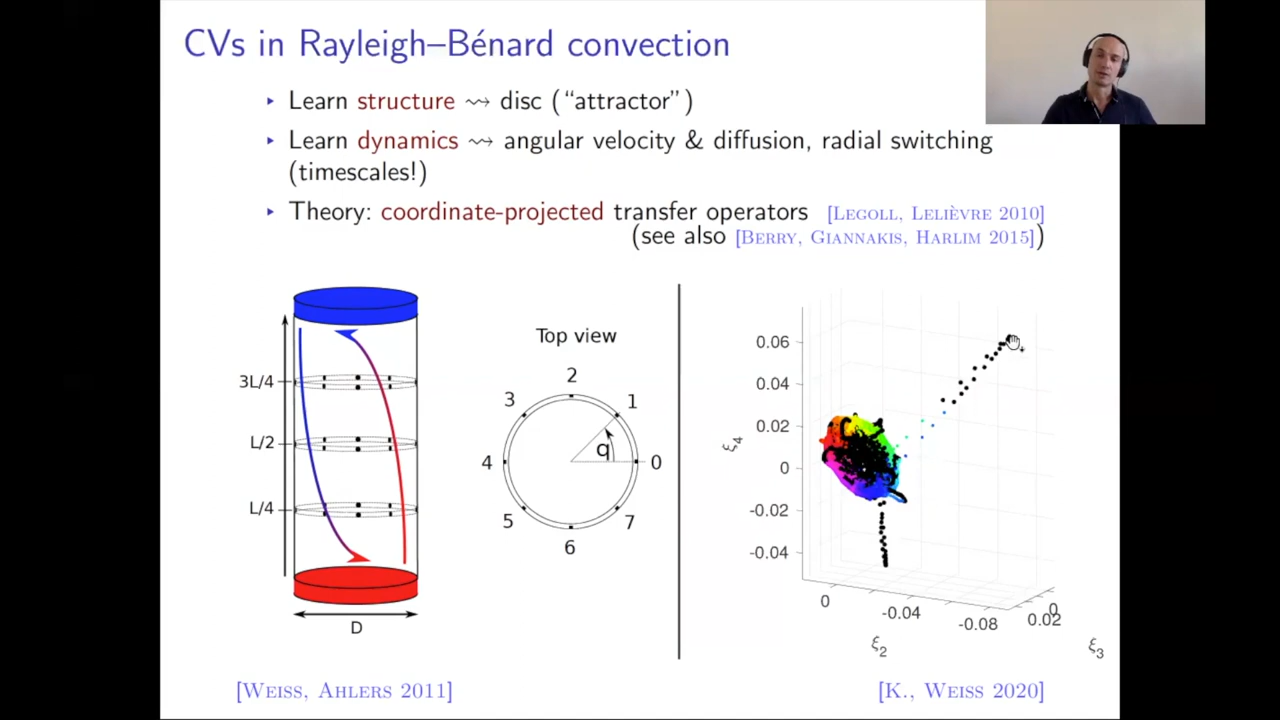 CVs in Rayleigh–Bénard convection
‣ Learn structure ⇝ disc (“attractor”)
‣ Learn dynamics ⇝ angular velocity & diffusion, radial switching
(timescales!)
‣ Theory: coordinate-projected transfer operators [Legoll, Lelièvre 2010]
(see also [Berry, Giannakis, Harlim 2015])
3L/4
L/2
L/4
D
Top view
2
3
1
q
4
0
5
7
6
0.06
0.04
0.02
0
-0.02
-0.04
ξ4
0
-0.04
-0.08
ξ2
0
0.02
ξ3
[Weiss, Ahlers 2011]
[K., Weiss 2020]